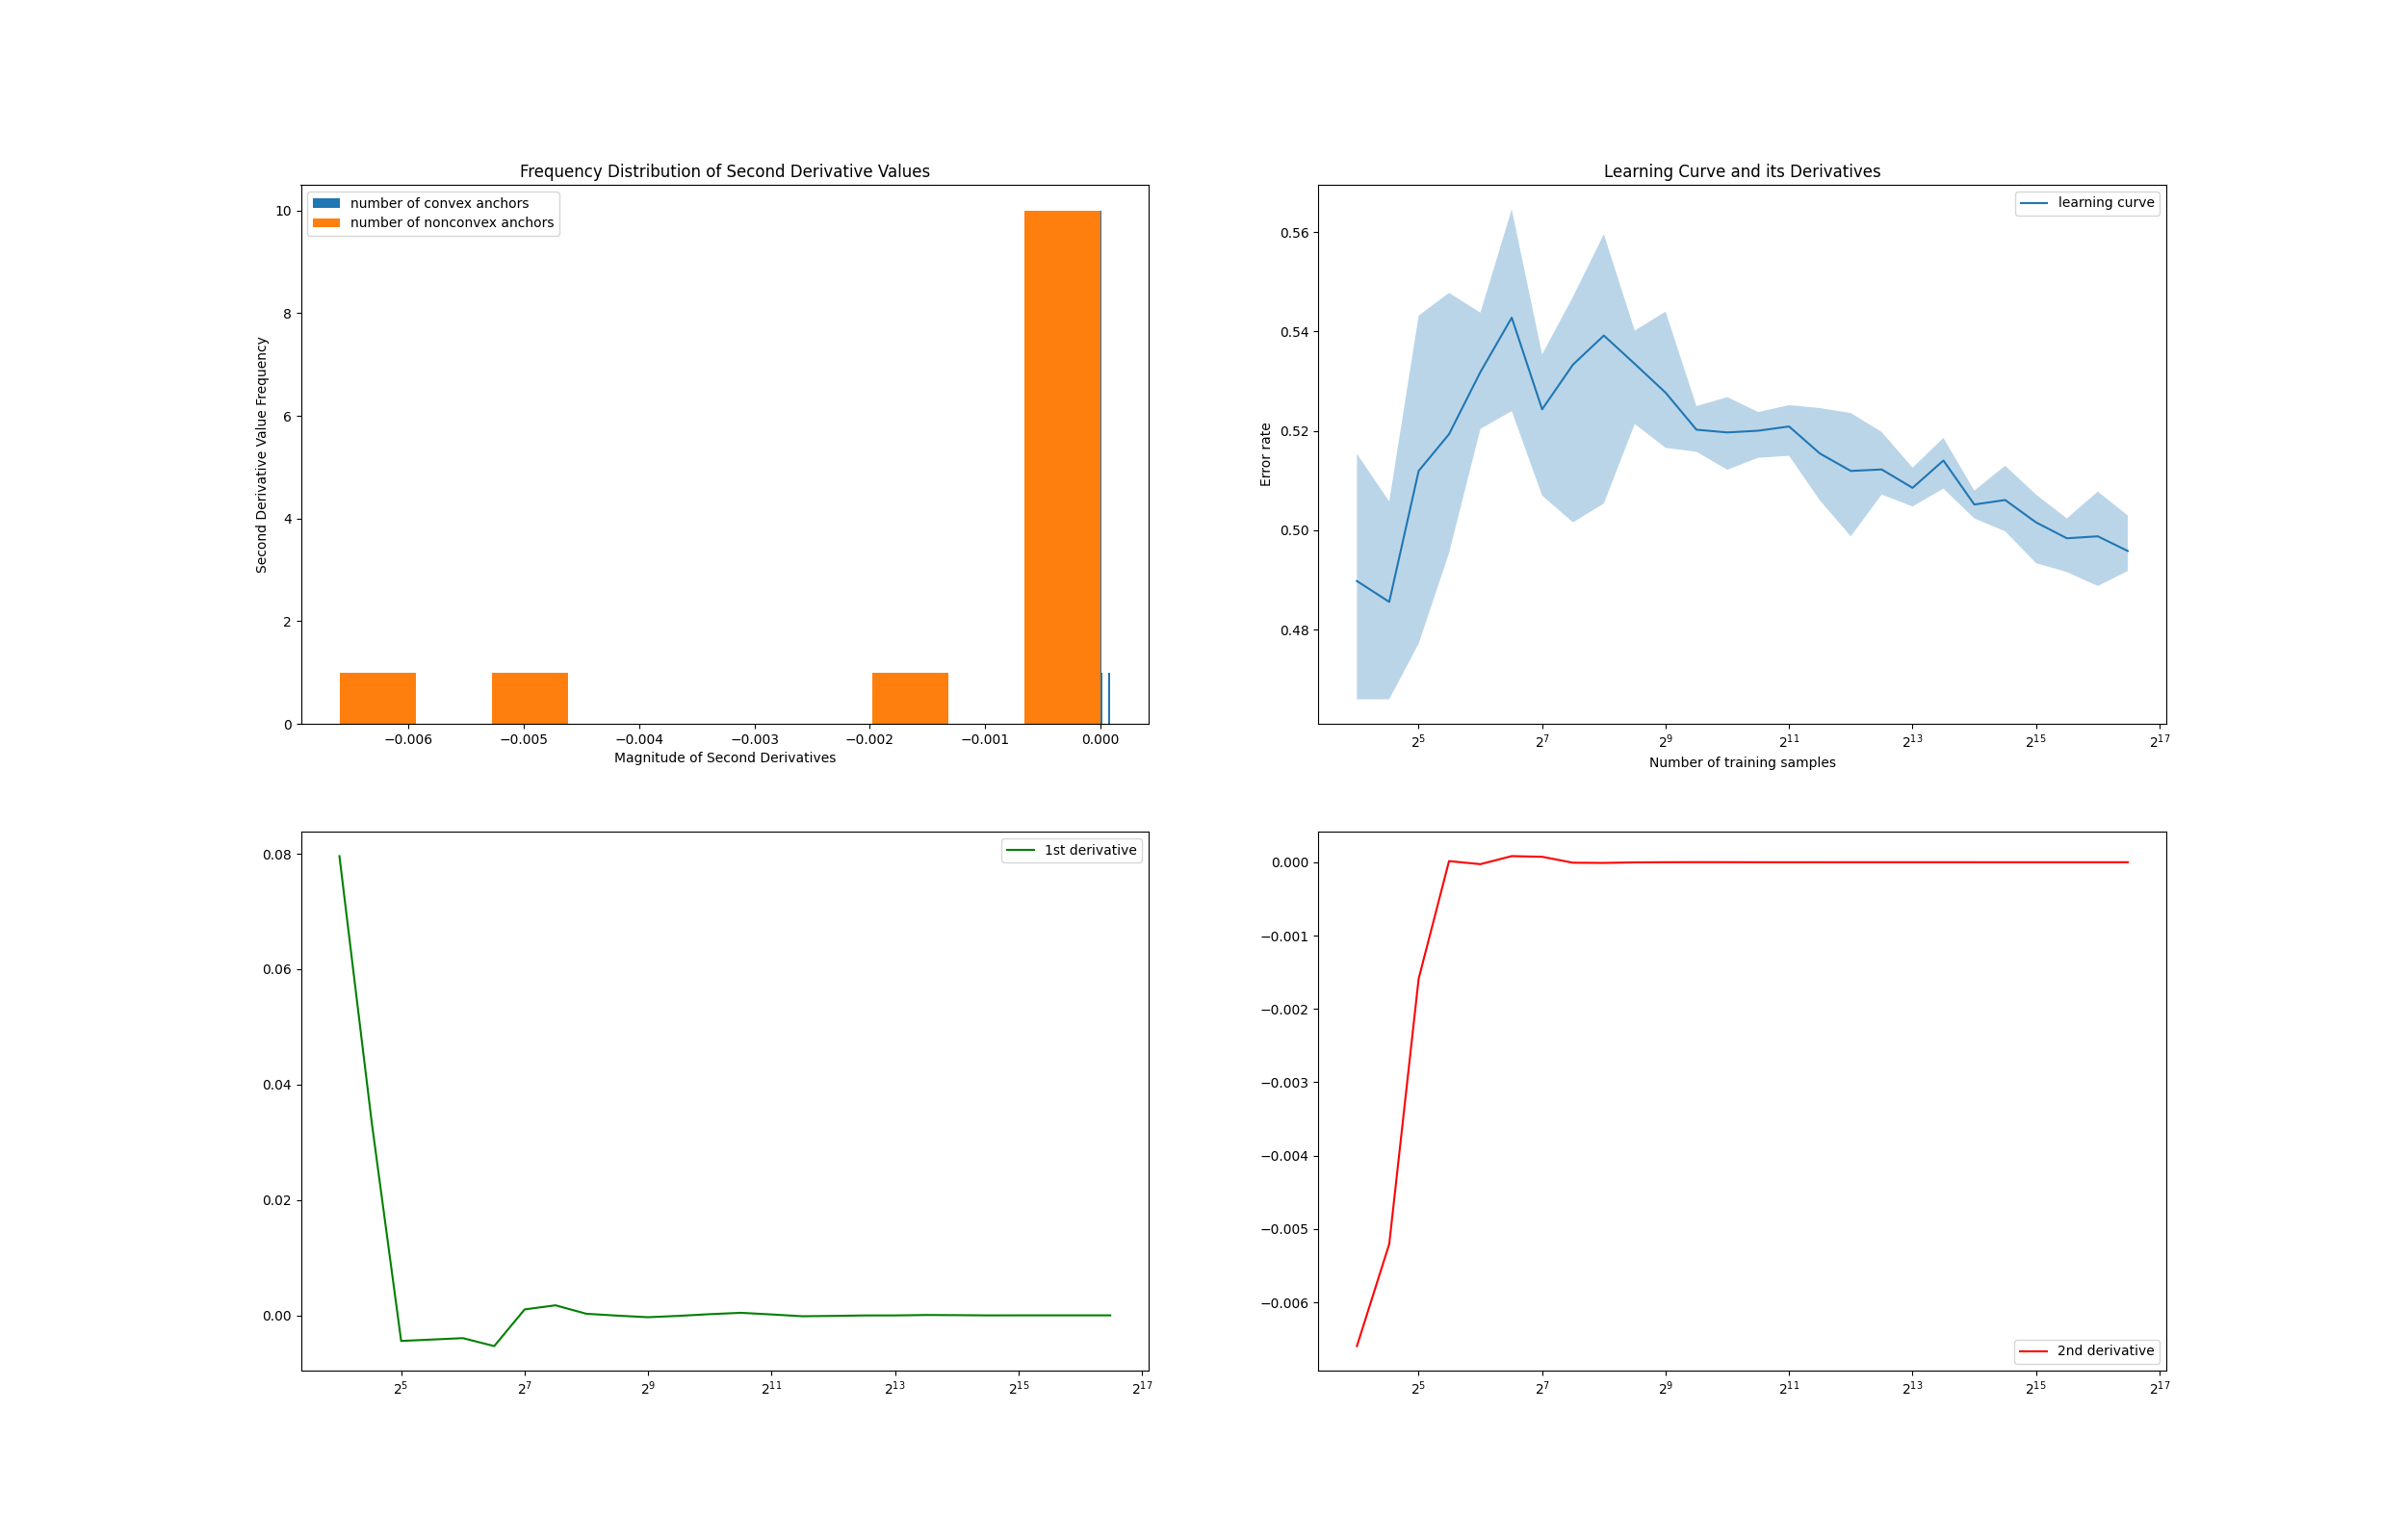 Frequency Distribution of Second Derivative Values
number of convex anchors
number of nonconvex anchors
10
8
6
4
2
0
Second Derivative Value Frequency
−0.006 −0.005 −0.004 −0.003 −0.002 −0.001 0.000
Magnitude of Second Derivatives
Learning Curve and its Derivatives
learning curve
0.56
0.54
0.52
0.50
0.48
Error rate
2^5 2^7 2^9 2^11 2^13 2^15 2^17
Number of training samples
1st derivative
0.08
0.06
0.04
0.02
0.00
2^5 2^7 2^9 2^11 2^13 2^15 2^17
0.000
−0.001
−0.002
−0.003
−0.004
−0.005
−0.006
2nd derivative
2^5 2^7 2^9 2^11 2^13 2^15 2^17